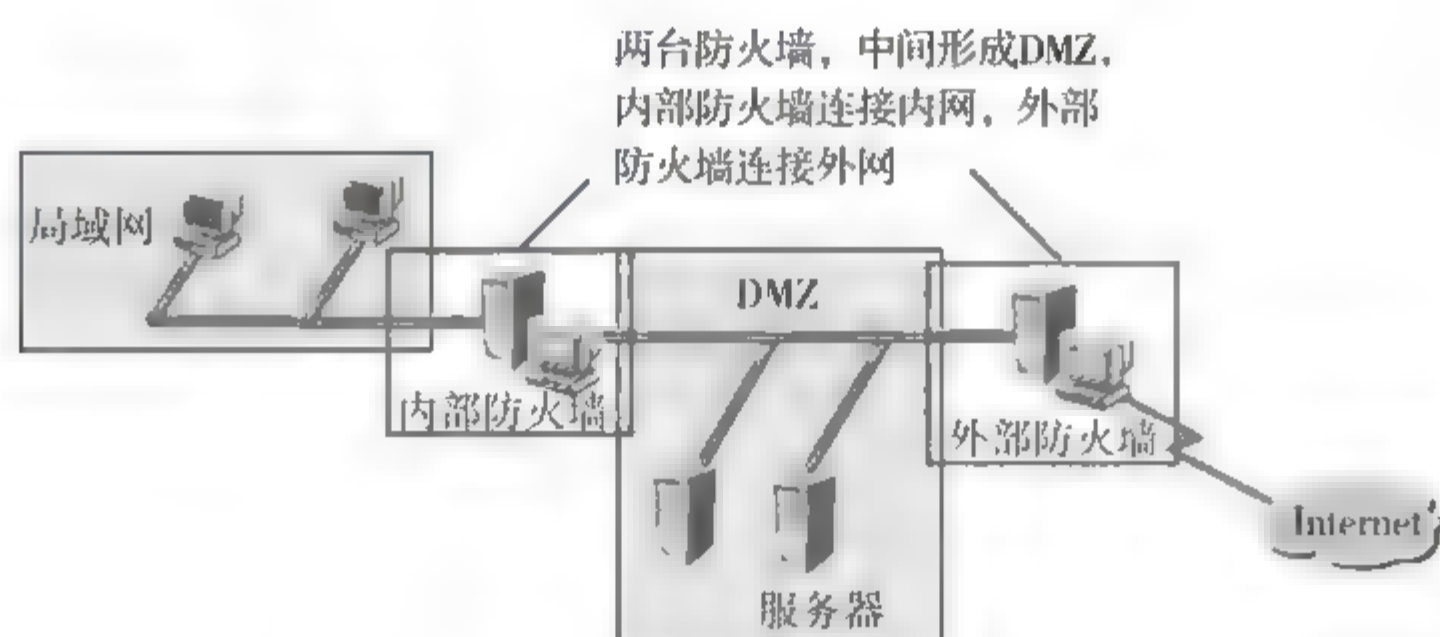 两台防火墙，中间形成DMZ，
内部防火墙连接内网，外部
防火墙连接外网
局域网
DMZ
内部防火墙
外部防火墙
Internet
服务器